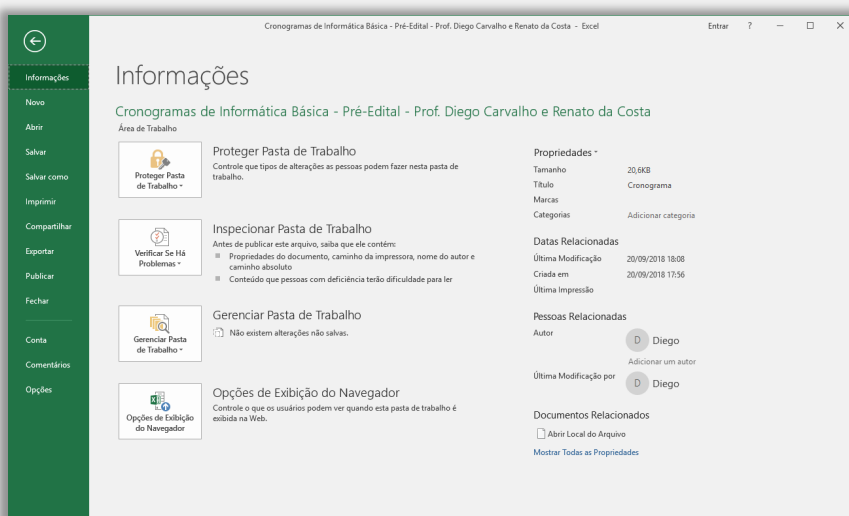 Cronogramas de Informática Básica - Pré-Edital - Prof. Diego Carvalho e Renato da Costa - Excel
Entrar ?
Informações
Novo
Abrir
Salvar
Salvar como
Imprimir
Compartilhar
Exportar
Publicar
Fechar
Conta
Comentários
Opções
Informações
Cronogramas de Informática Básica - Pré-Edital - Prof. Diego Carvalho e Renato da Costa
Área de Trabalho
Proteger Pasta
de Trabalho
Proteger Pasta de Trabalho
Controle que tipos de alterações as pessoas podem fazer nesta pasta de
trabalho.
Verificar Se Há
Problemas
Inspecionar Pasta de Trabalho
Antes de publicar este arquivo, saiba que ele contém:
Propriedades do documento, caminho da impressora, nome do autor e
caminho absoluto
Conteúdo que pessoas com deficiência terão dificuldade para ler
Gerenciar Pasta
de Trabalho
Gerenciar Pasta de Trabalho
Não existem alterações não salvas.
Opções de Exibição
do Navegador
Opções de Exibição do Navegador
Controle o que os usuários podem ver quando esta pasta de trabalho é
exibida na Web.
Propriedades
Tamanho 20,6KB
Título Cronograma
Marcas
Categorias Adicionar categoria
Datas Relacionadas
Última Modificação 20/09/2018 18:08
Criada em 20/09/2018 17:56
Última Impressão
Pessoas Relacionadas
Autor
D Diego
Adicionar um autor
Última Modificação por
D Diego
Documentos Relacionados
Abrir Local do Arquivo
Mostrar Todas as Propriedades